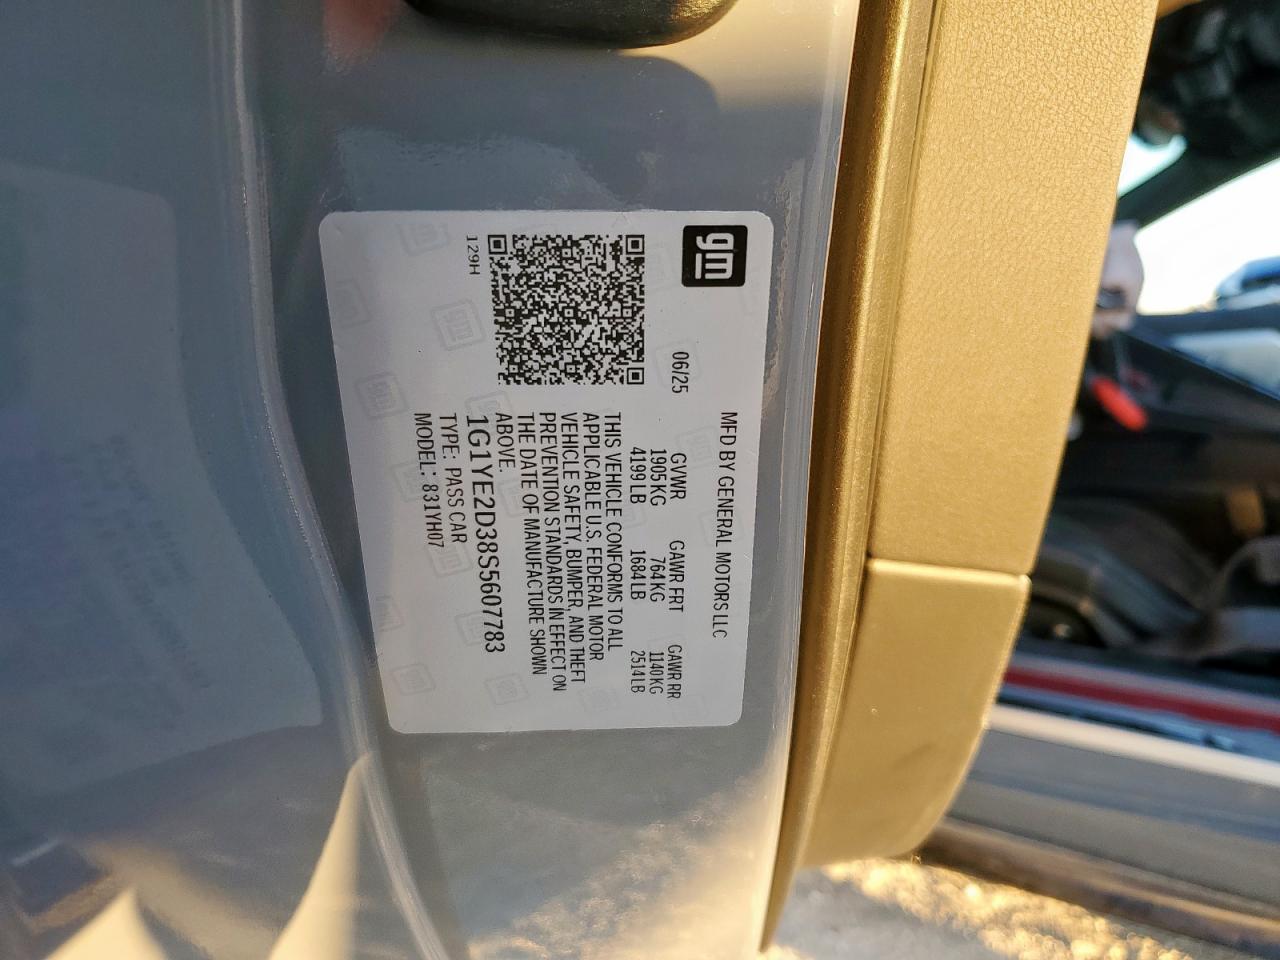 gm
MFD BY GENERAL MOTORS LLC
06/25
GVWR GAWR FRT GAWR RR
1905KG 764KG 1140KG
4199LB 1684LB 2514LB
THIS VEHICLE CONFORMS TO ALL
APPLICABLE U.S. FEDERAL MOTOR
VEHICLE SAFETY, BUMPER, AND THEFT
PREVENTION STANDARDS IN EFFECT ON
THE DATE OF MANUFACTURE SHOWN
ABOVE.
1G1YE2D38S5607783
TYPE: PASS CAR
MODEL: 831YH07
129H